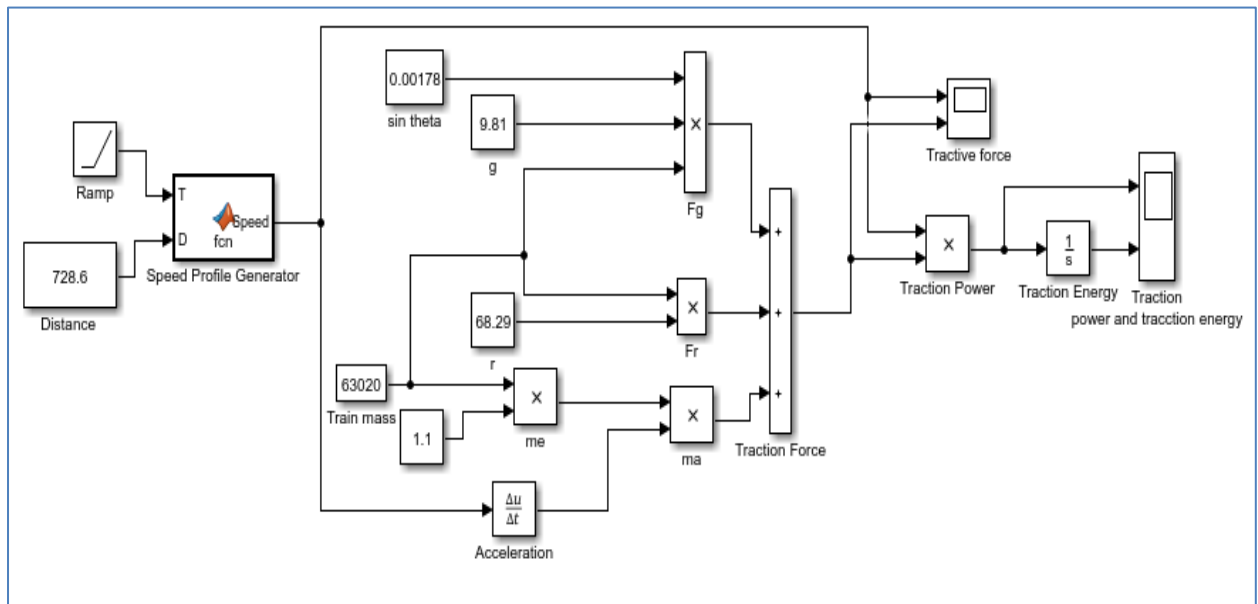 0.00178
sin theta
9.81
g
×
Fg
Tractive force
Ramp
T
D
Speed
fcn
Speed Profile Generator
728.6
Distance
+
+
+
Traction Force
×
Traction Power
1
s
Traction Energy
Traction
power and tracction energy
68.29
r
×
Fr
63020
Train mass
1.1
×
me
×
ma
Δu
Δt
Acceleration